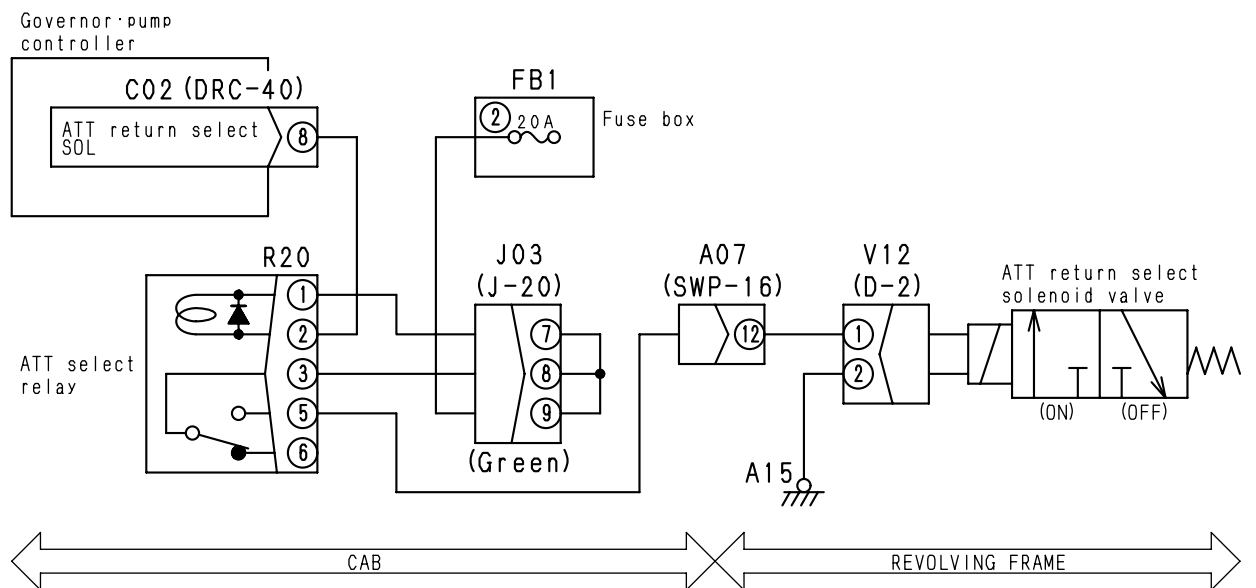 Governor·pump
controller
C02 (DRC-40)
ATT return select
SOL
8
FB1
2
20A
Fuse box
R20
1
2
3
5
6
ATT select
relay
J03
(J-20)
7
8
9
(Green)
A07
(SWP-16)
12
V12
(D-2)
1
2
ATT return select
solenoid valve
(ON)
(OFF)
A15
CAB
REVOLVING FRAME